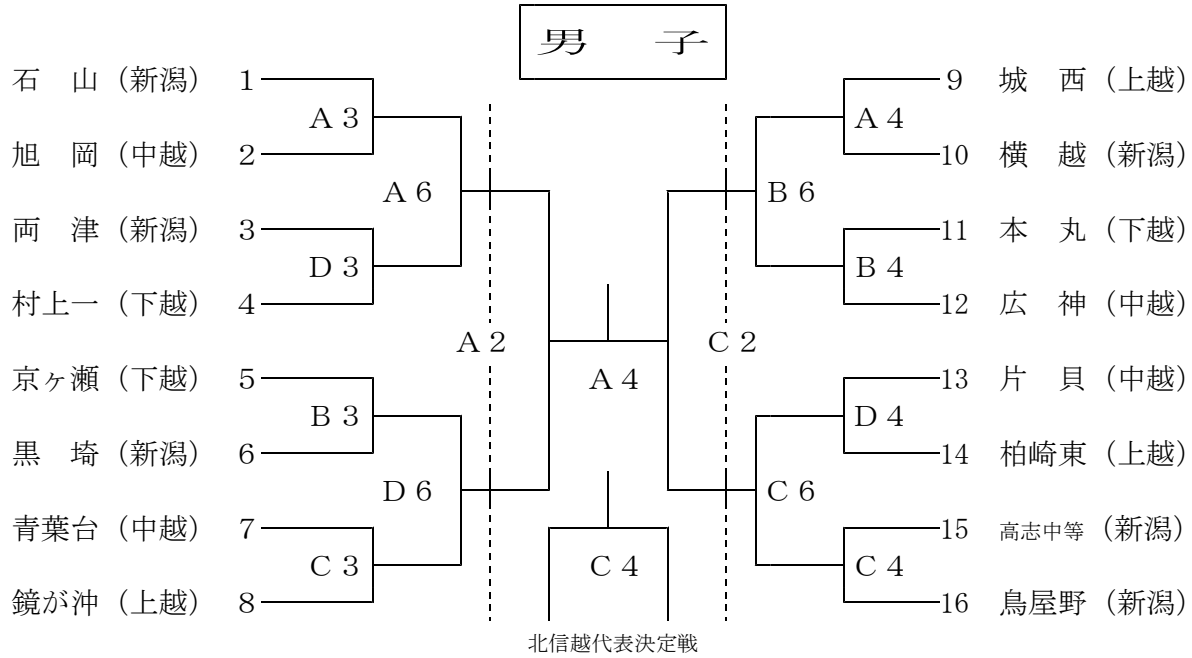 男　子
石　山（新潟） 1
A 3
旭　岡（中越） 2
A 6
両　津（新潟） 3
D 3
村上一（下越） 4
A 2
京ヶ瀬（下越） 5
B 3
黒　埼（新潟） 6
D 6
青葉台（中越） 7
C 3
鏡が沖（上越） 8
A 4
C 4
北信越代表決定戦
9 城　西（上越）
A 4
10 横　越（新潟）
B 6
11 本　丸（下越）
B 4
12 広　神（中越）
C 2
13 片　貝（中越）
D 4
14 柏崎東（上越）
C 6
15 高志中等（新潟）
C 4
16 鳥屋野（新潟）